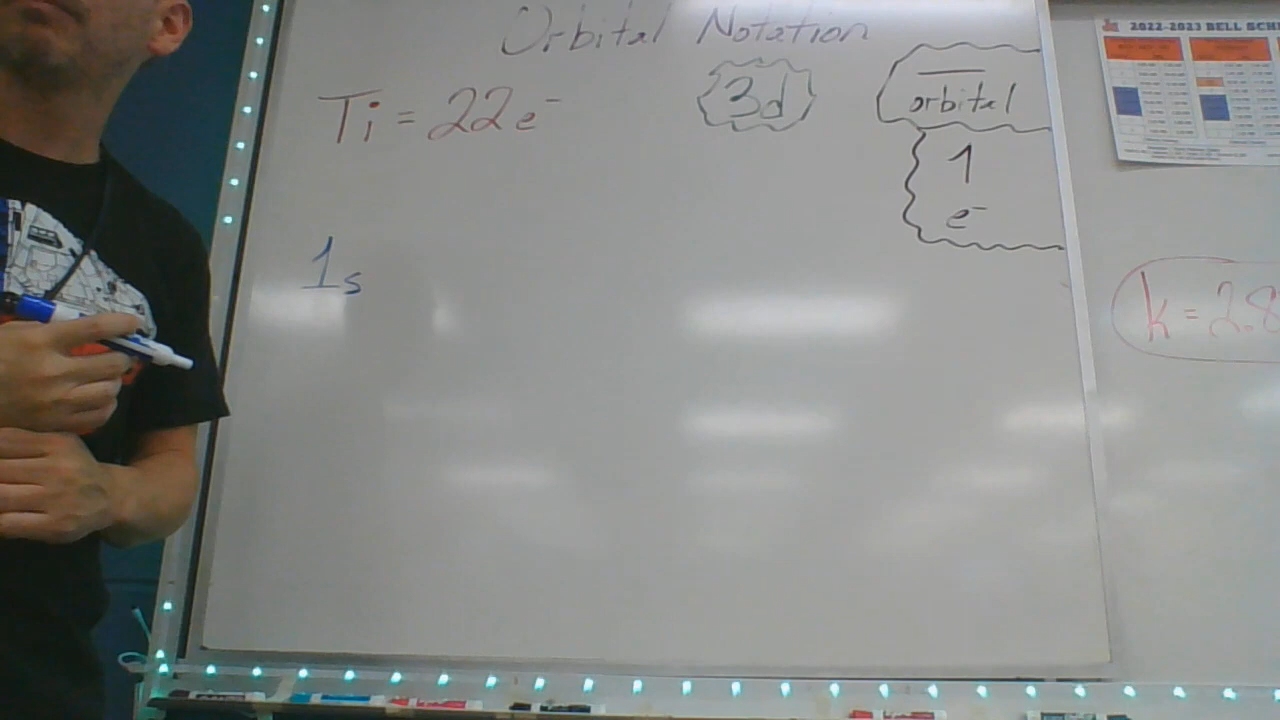 Orbital Notation
Ti = 22e⁻
3d
orbital
1
e⁻
1s
2022-2023 BELL SCH
k = 2.8